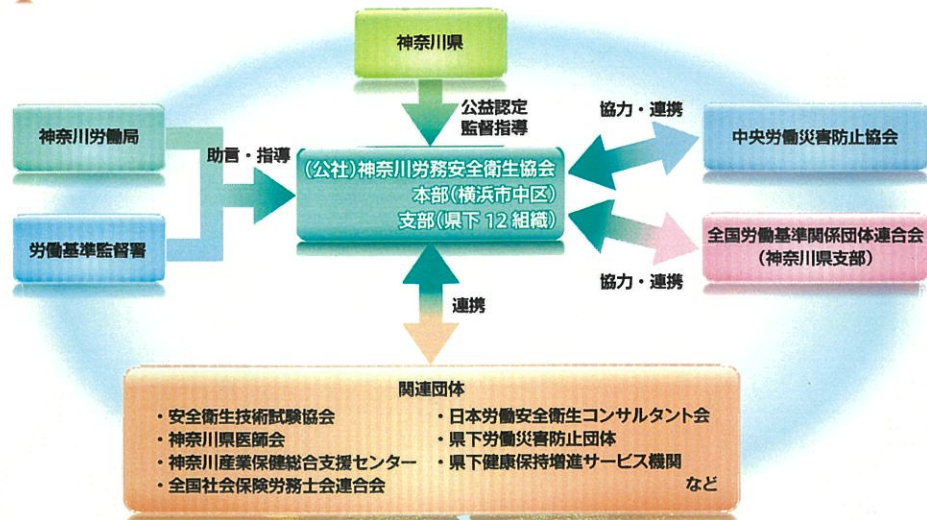 神奈川県
公益認定
監督指導
神奈川労働局
助言・指導
労働基準監督署
(公社)神奈川労務安全衛生協会
本部(横浜市中区)
支部(県下12組織)
協力・連携
中央労働災害防止協会
全国労働基準関係団体連合会
(神奈川県支部)
協力・連携
連携
関連団体
・安全衛生技術試験協会
・神奈川県医師会
・神奈川産業保健総合支援センター
・全国社会保険労務士会連合会
・日本労働安全衛生コンサルタント会
・県下労働災害防止団体
・県下健康保持増進サービス機関
など